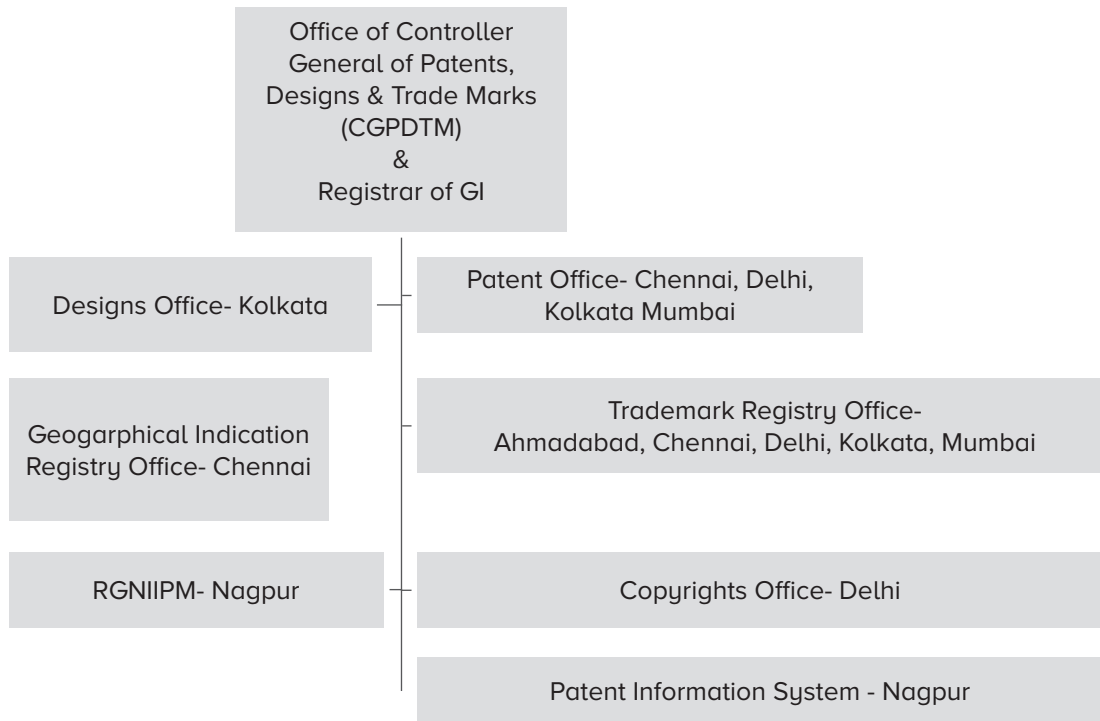 Office of Controller
General of Patents,
Designs & Trade Marks
(CGPDTM)
&
Registrar of GI
Designs Office- Kolkata
Patent Office- Chennai, Delhi,
Kolkata Mumbai
Geogarphical Indication
Registry Office- Chennai
Trademark Registry Office-
Ahmadabad, Chennai, Delhi, Kolkata, Mumbai
RGNIIPM- Nagpur
Copyrights Office- Delhi
Patent Information System - Nagpur